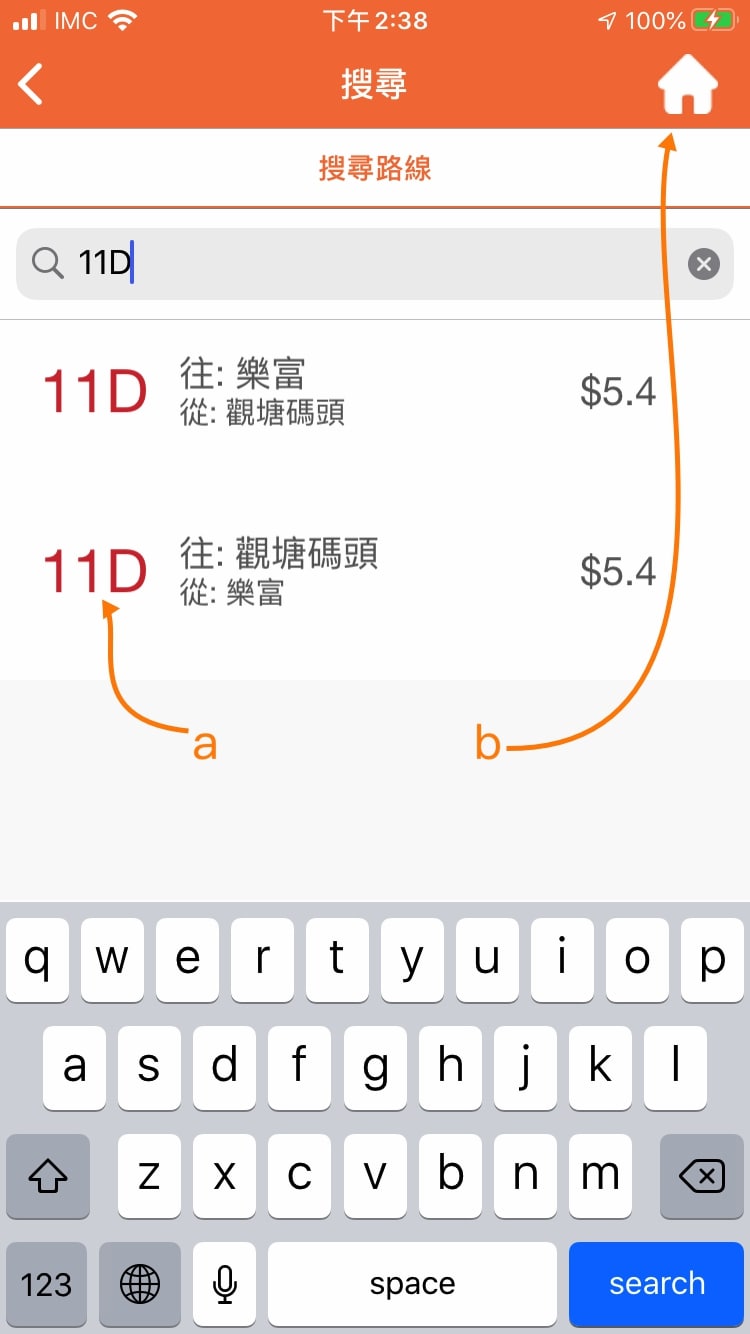 IMC 下午2:38 100%
搜尋
搜尋路線
11D
11D 往: 樂富 $5.4
從: 觀塘碼頭
11D 往: 觀塘碼頭 $5.4
從: 樂富
a b
q w e r t y u i o p
a s d f g h j k l
z x c v b n m
123 space search